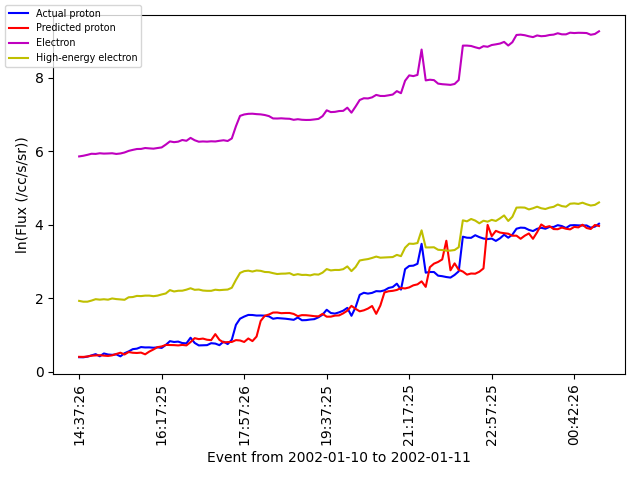 Actual proton
Predicted proton
Electron
High-energy electron
ln(Flux (/cc/s/sr))
8
6
4
2
0
14:37:26
16:17:25
17:57:26
19:37:25
21:17:25
22:57:25
00:42:26
Event from 2002-01-10 to 2002-01-11